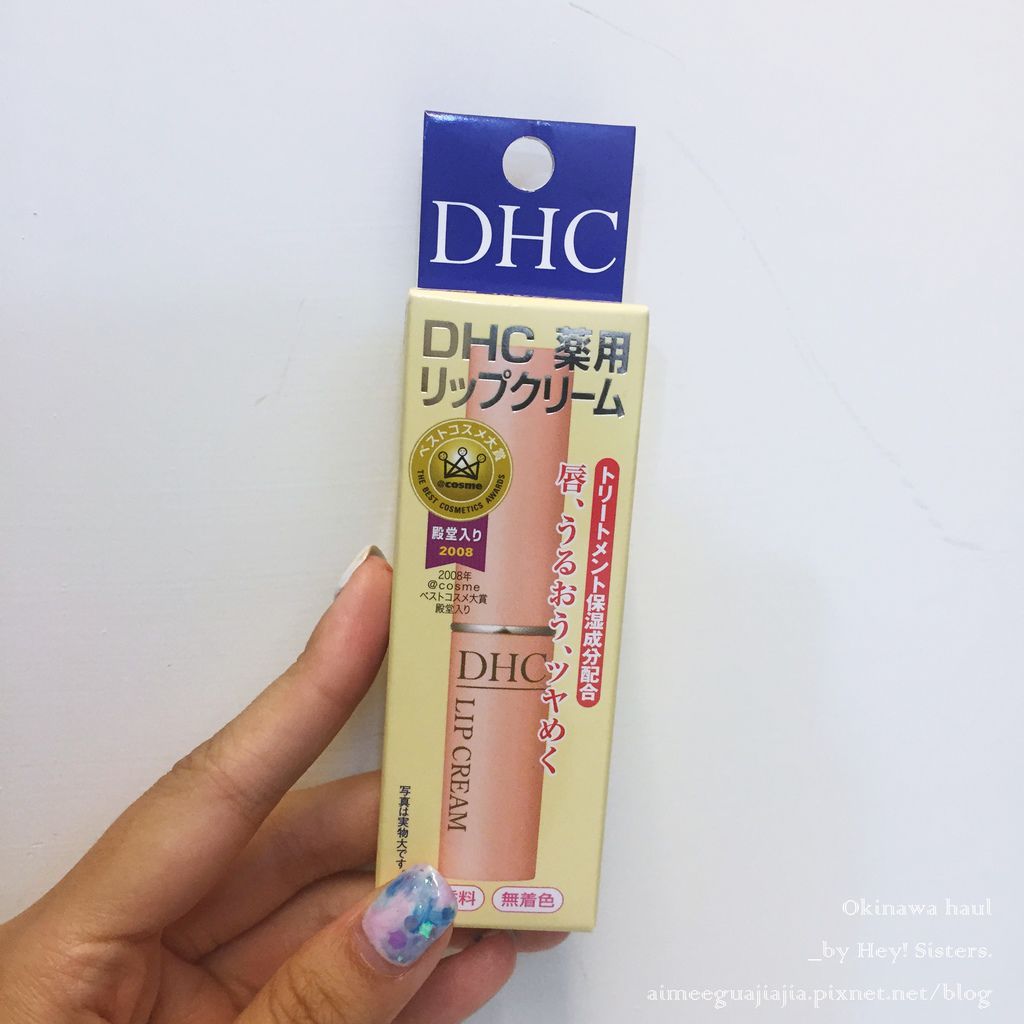 DHC
DHC 薬用
リップクリーム
ベストコスメ大賞
@cosme
THE BEST COSMETICS AWARDS
殿堂入り
2008
2008年
@cosme
ベストコスメ大賞
殿堂入り
トリートメント保湿成分配合
唇、うるおう、ツヤめく
DHC
LIP CREAM
写真は実物大です。
料
無着色
Okinawa haul
_by Hey! Sisters.
aimeeguajiajia.pixnet.net/blog